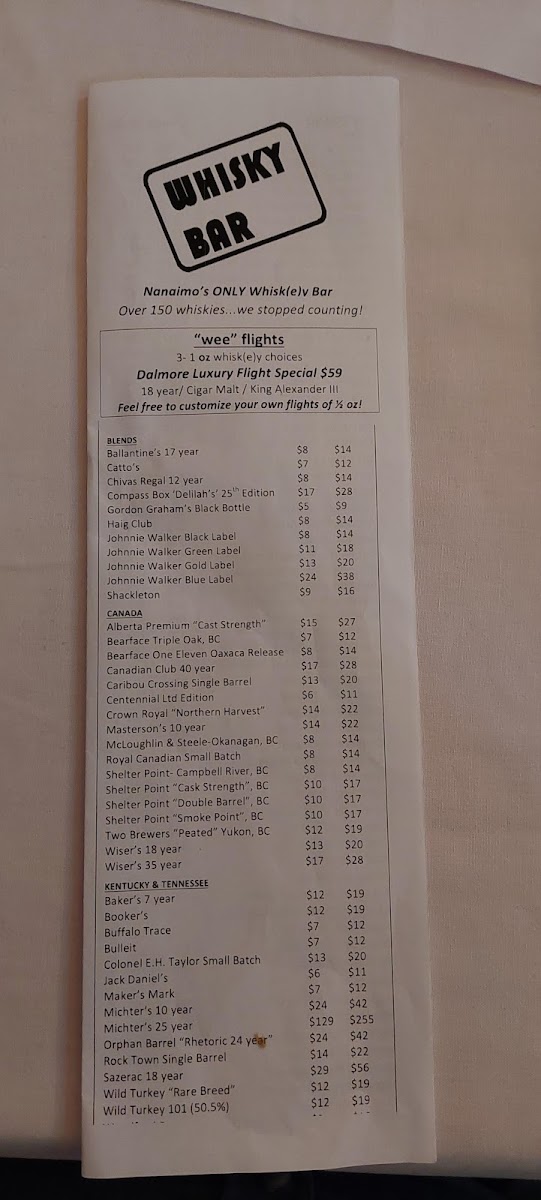 WHISKY
BAR
Nanaimo's ONLY Whisk(e)y Bar
Over 150 whiskies...we stopped counting!
"wee" flights
3- 1 oz whisk(e)y choices
Dalmore Luxury Flight Special $59
18 year/ Cigar Malt / King Alexander III
Feel free to customize your own flights of ½ oz!
BLENDS
Ballantine's 17 year $8 $14
Catto's $7 $12
Chivas Regal 12 year $8 $14
Compass Box 'Delilah's' 25th Edition $17 $28
Gordon Graham's Black Bottle $5 $9
Haig Club $8 $14
Johnnie Walker Black Label $8 $14
Johnnie Walker Green Label $11 $18
Johnnie Walker Gold Label $13 $20
Johnnie Walker Blue Label $24 $38
Shackleton $9 $16
CANADA
Alberta Premium "Cast Strength" $15 $27
Bearface Triple Oak, BC $7 $12
Bearface One Eleven Oaxaca Release $8 $14
Canadian Club 40 year $17 $28
Caribou Crossing Single Barrel $13 $20
Centennial Ltd Edition $6 $11
Crown Royal "Northern Harvest" $14 $22
Masterson's 10 year $14 $22
McLoughlin & Steele-Okanagan, BC $8 $14
Royal Canadian Small Batch $8 $14
Shelter Point- Campbell River, BC $8 $14
Shelter Point "Cask Strength", BC $10 $17
Shelter Point "Double Barrel", BC $10 $17
Shelter Point "Smoke Point", BC $10 $17
Two Brewers "Peated" Yukon, BC $12 $19
Wiser's 18 year $13 $20
Wiser's 35 year $17 $28
KENTUCKY & TENNESSEE
Baker's 7 year $12 $19
Booker's $12 $19
Buffalo Trace $7 $12
Bulleit $7 $12
Colonel E.H. Taylor Small Batch $13 $20
Jack Daniel's $6 $11
Maker's Mark $7 $12
Michter's 10 year $24 $42
Michter's 25 year $129 $255
Orphan Barrel "Rhetoric 24 year" $24 $42
Rock Town Single Barrel $14 $22
Sazerac 18 year $29 $56
Wild Turkey "Rare Breed" $12 $19
Wild Turkey 101 (50.5%) $12 $19